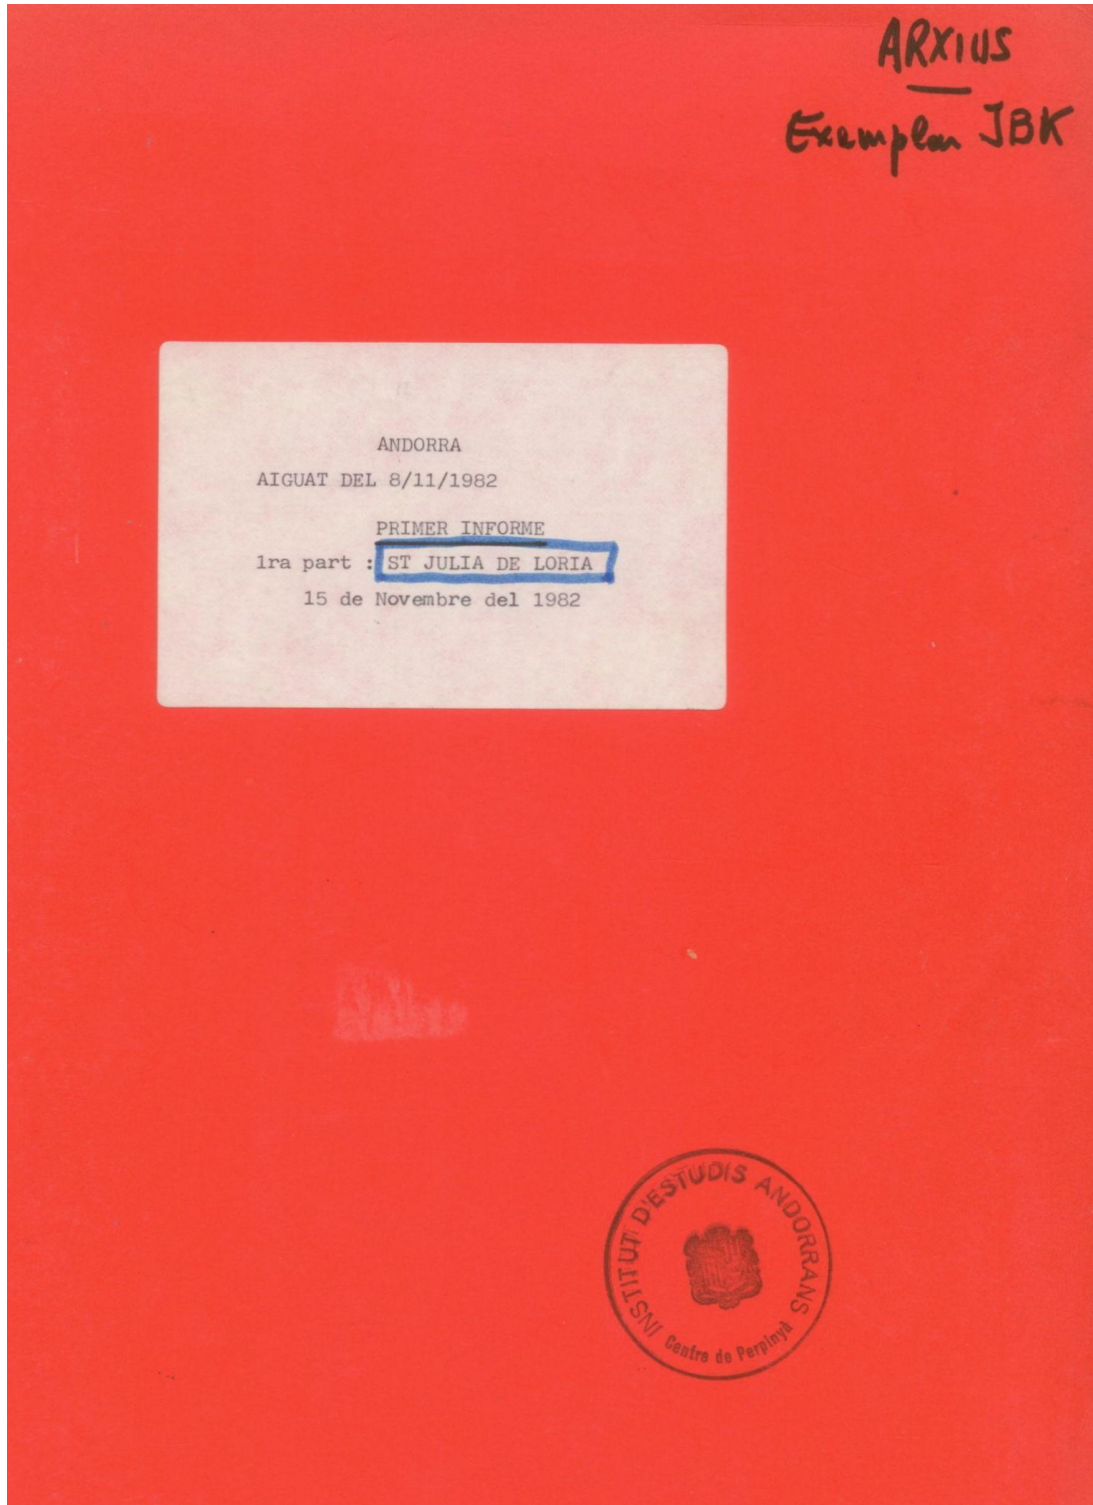 ARXIUS
Exemplar JBK
ANDORRA
AIGUAT DEL 8/11/1982
PRIMER INFORME
1ra part : ST JULIA DE LORIA
15 de Novembre del 1982
INSTITUT D'ESTUDIS ANDORRANS
Centre de Perpinyà